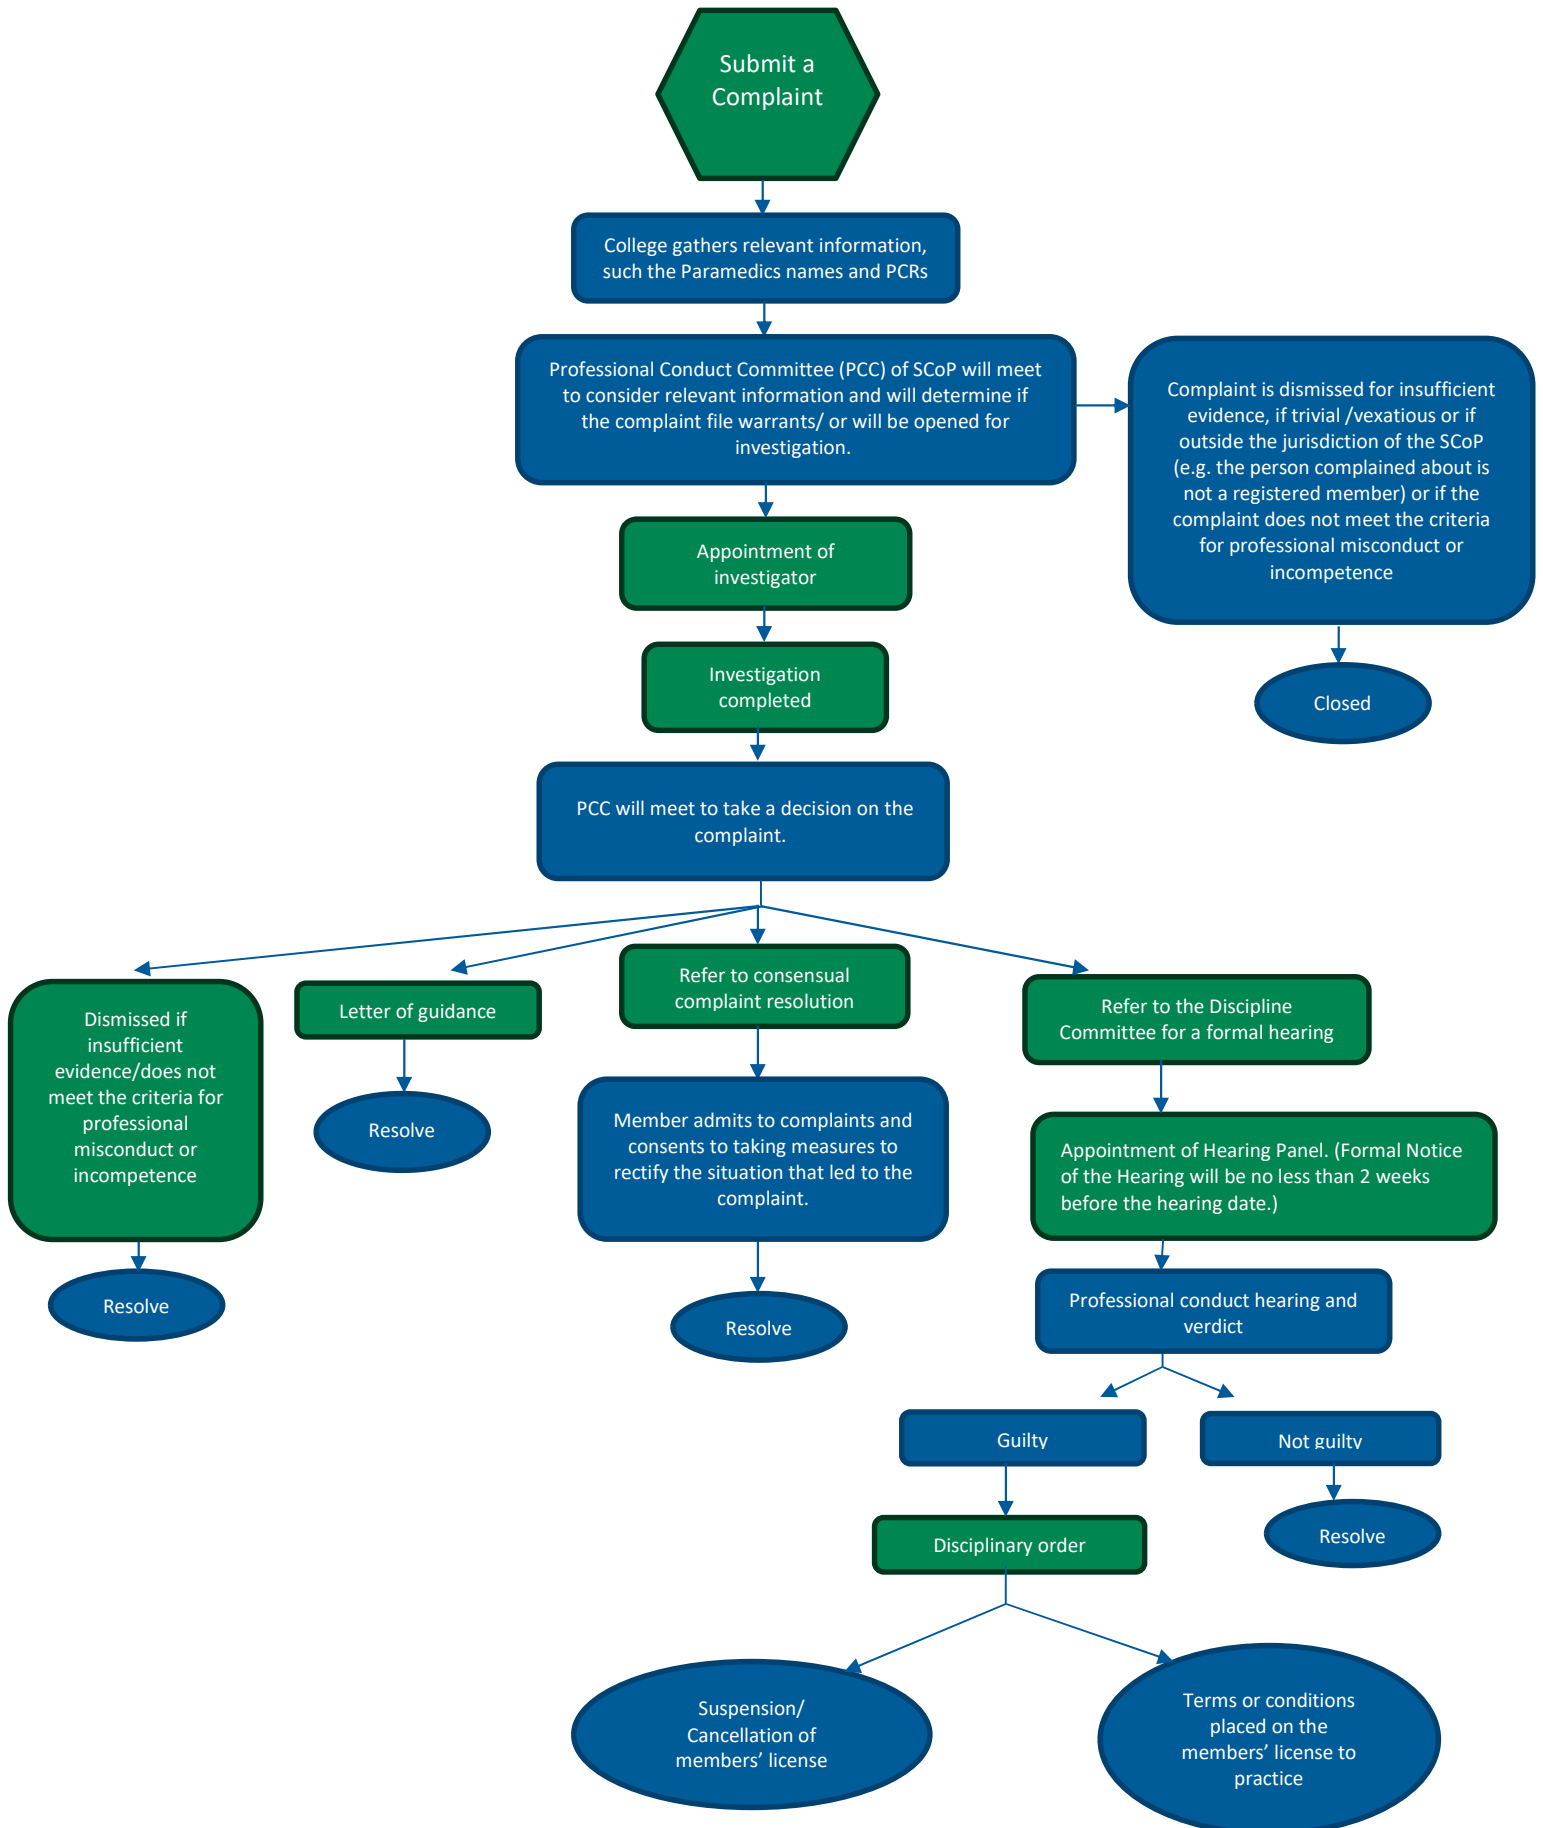 Submit a
Complaint
College gathers relevant information,
such the Paramedics names and PCRs
Professional Conduct Committee (PCC) of SCoP will meet
to consider relevant information and will determine if
the complaint file warrants/ or will be opened for
investigation.
Complaint is dismissed for insufficient
evidence, if trivial /vexatious or if
outside the jurisdiction of the SCoP
(e.g. the person complained about is
not a registered member) or if the
complaint does not meet the criteria
for professional misconduct or
incompetence
Appointment of
investigator
Investigation
completed
Closed
PCC will meet to take a decision on the
complaint.
Dismissed if
insufficient
evidence/does not
meet the criteria for
professional
misconduct or
incompetence
Resolve
Letter of guidance
Resolve
Refer to consensual
complaint resolution
Member admits to complaints and
consents to taking measures to
rectify the situation that led to the
complaint.
Resolve
Refer to the Discipline
Committee for a formal hearing
Appointment of Hearing Panel. (Formal Notice
of the Hearing will be no less than 2 weeks
before the hearing date.)
Professional conduct hearing and
verdict
Guilty
Not guilty
Resolve
Disciplinary order
Suspension/
Cancellation of
members’ license
Terms or conditions
placed on the
members’ license to
practice